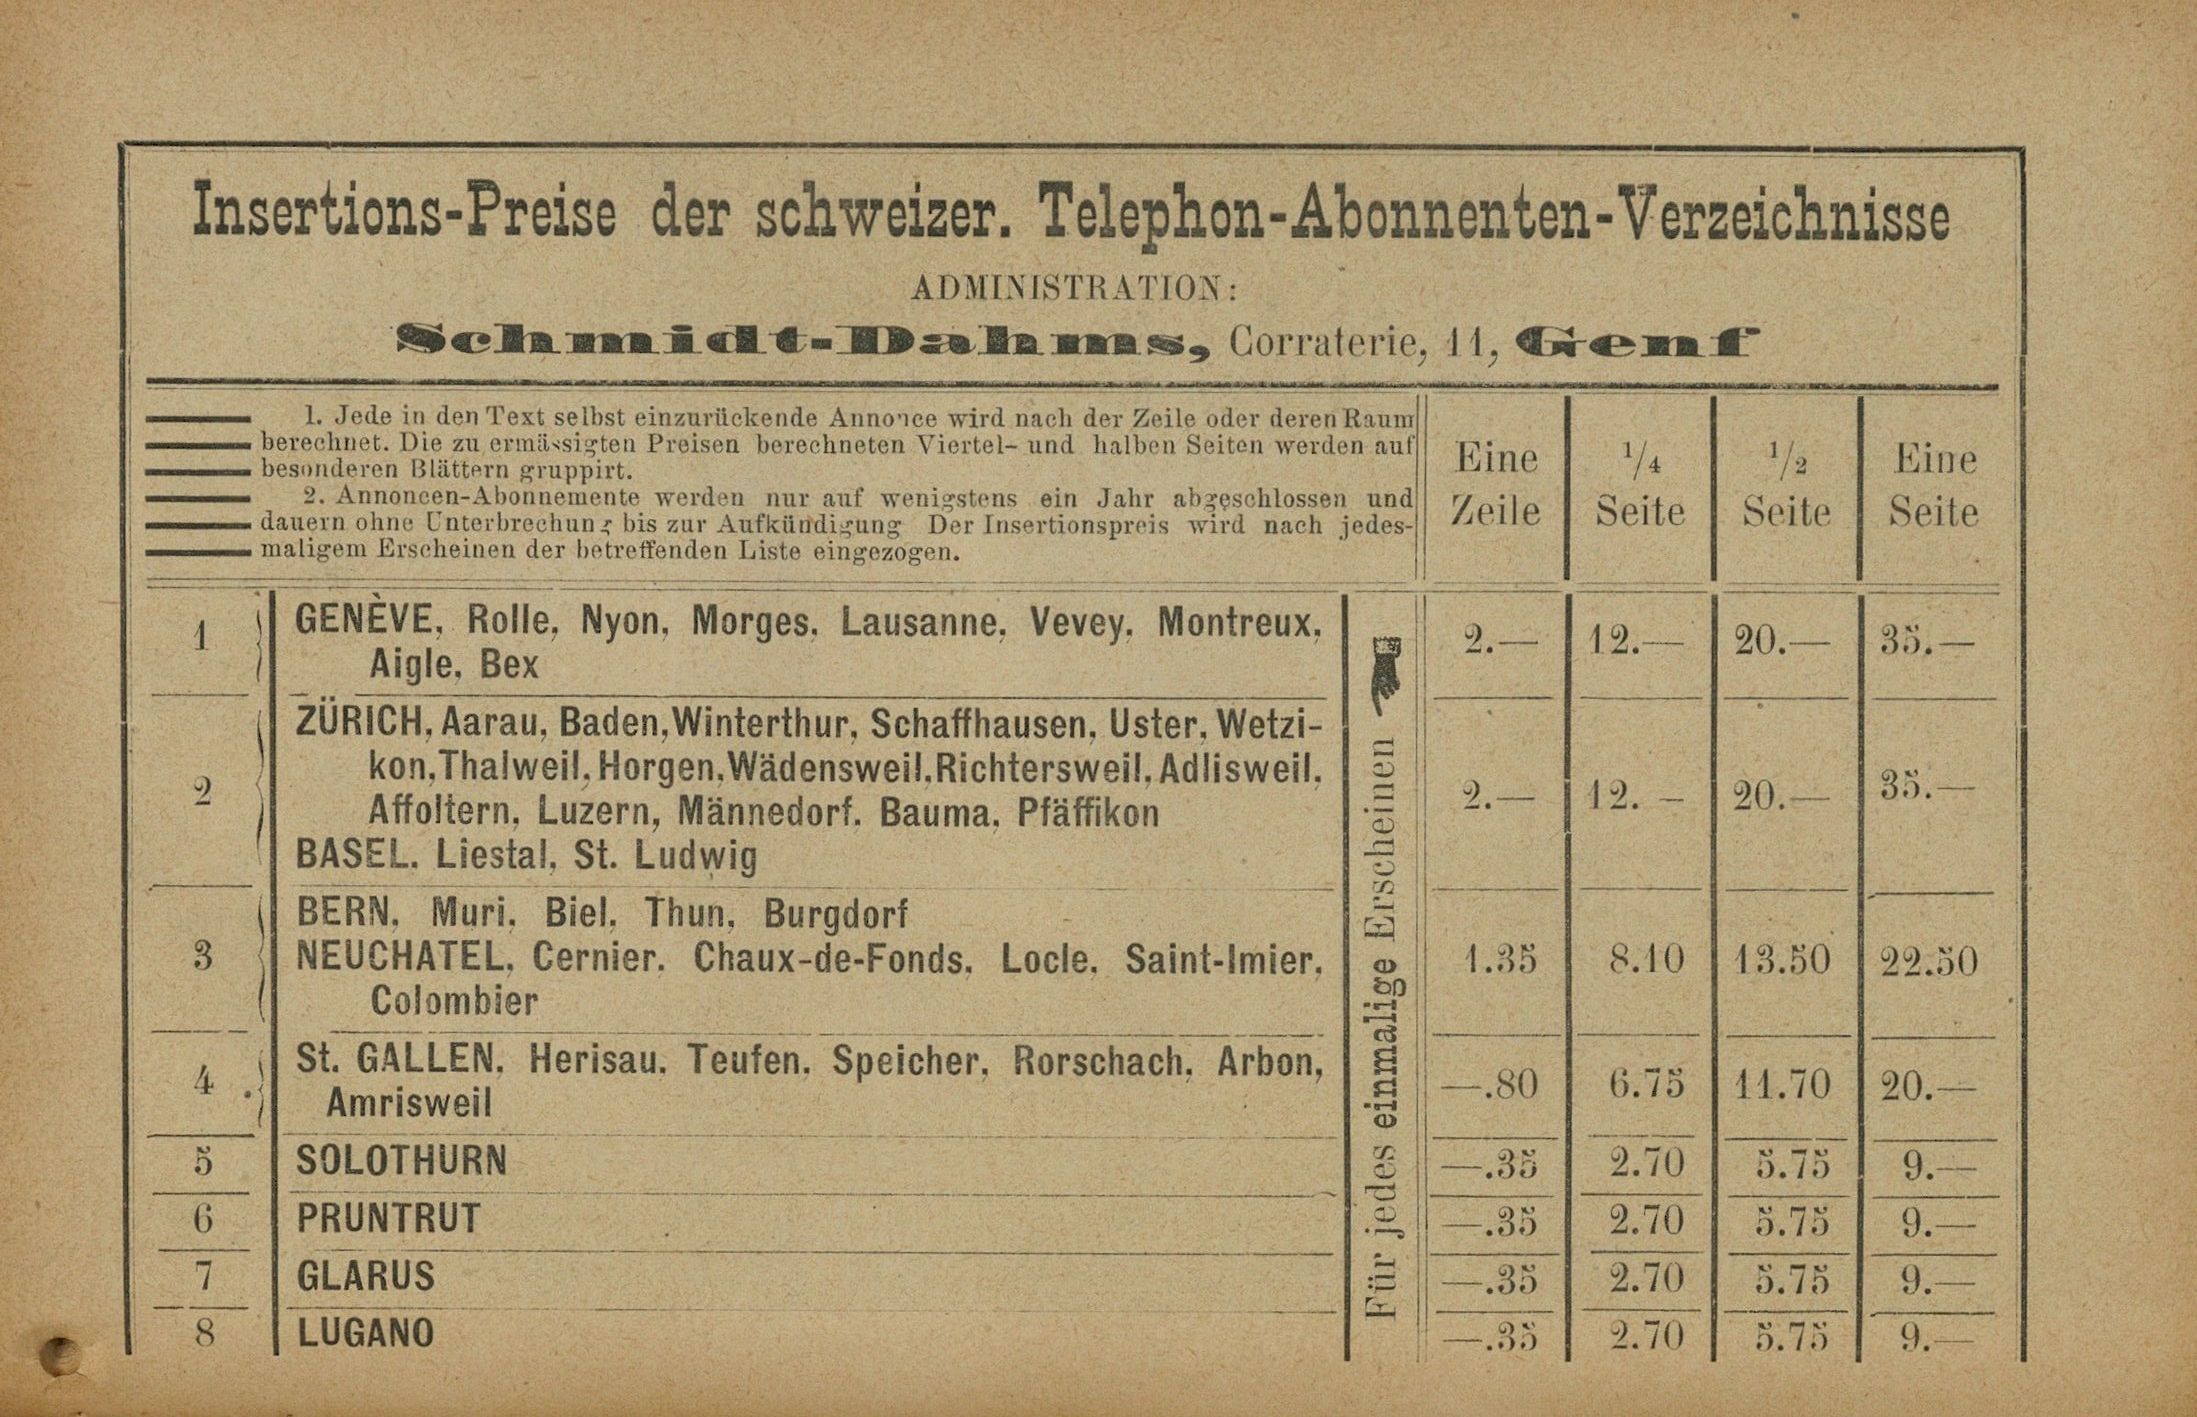 Insertions-Preise der schweizer. Telephon-Abonnenten-Verzeichnisse
ADMINISTRATION:
Schmidt-Dahms, Corraterie, 11, Genf
1. Jede in den Text selbst einzurückende Annonce wird nach der Zeile oder deren Raum
berechnet. Die zu ermässigten Preisen berechneten Viertel- und halben Seiten werden auf
besonderen Blättern gruppirt.
2. Annoncen-Abonnemente werden nur auf wenigstens ein Jahr abgeschlossen und
dauern ohne Unterbrechung bis zur Aufkündigung Der Insertionspreis wird nach jedes-
maligem Erscheinen der betreffenden Liste eingezogen.
Eine Zeile
1/4 Seite
1/2 Seite
Eine Seite
Für jedes einmalige Erscheinen
1 GENÈVE, Rolle, Nyon, Morges, Lausanne, Vevey, Montreux, 2.— 12.— 20.— 35.—
Aigle, Bex
2 ZÜRICH, Aarau, Baden, Winterthur, Schaffhausen, Uster, Wetzi-
kon, Thalweil, Horgen, Wädensweil, Richtersweil, Adlisweil, 2.— 12.— 20.— 35.—
Affoltern, Luzern, Männedorf, Bauma, Pfäffikon
BASEL, Liestal, St. Ludwig
3 BERN, Muri, Biel, Thun, Burgdorf
NEUCHATEL, Cernier, Chaux-de-Fonds, Locle, Saint-Imier, 1.35 8.10 13.50 22.50
Colombier
4 St. GALLEN, Herisau, Teufen, Speicher, Rorschach, Arbon, —.80 6.75 11.70 20.—
Amrisweil
5 SOLOTHURN —.35 2.70 5.75 9.—
6 PRUNTRUT —.35 2.70 5.75 9.—
7 GLARUS —.35 2.70 5.75 9.—
8 LUGANO —.35 2.70 5.75 9.—